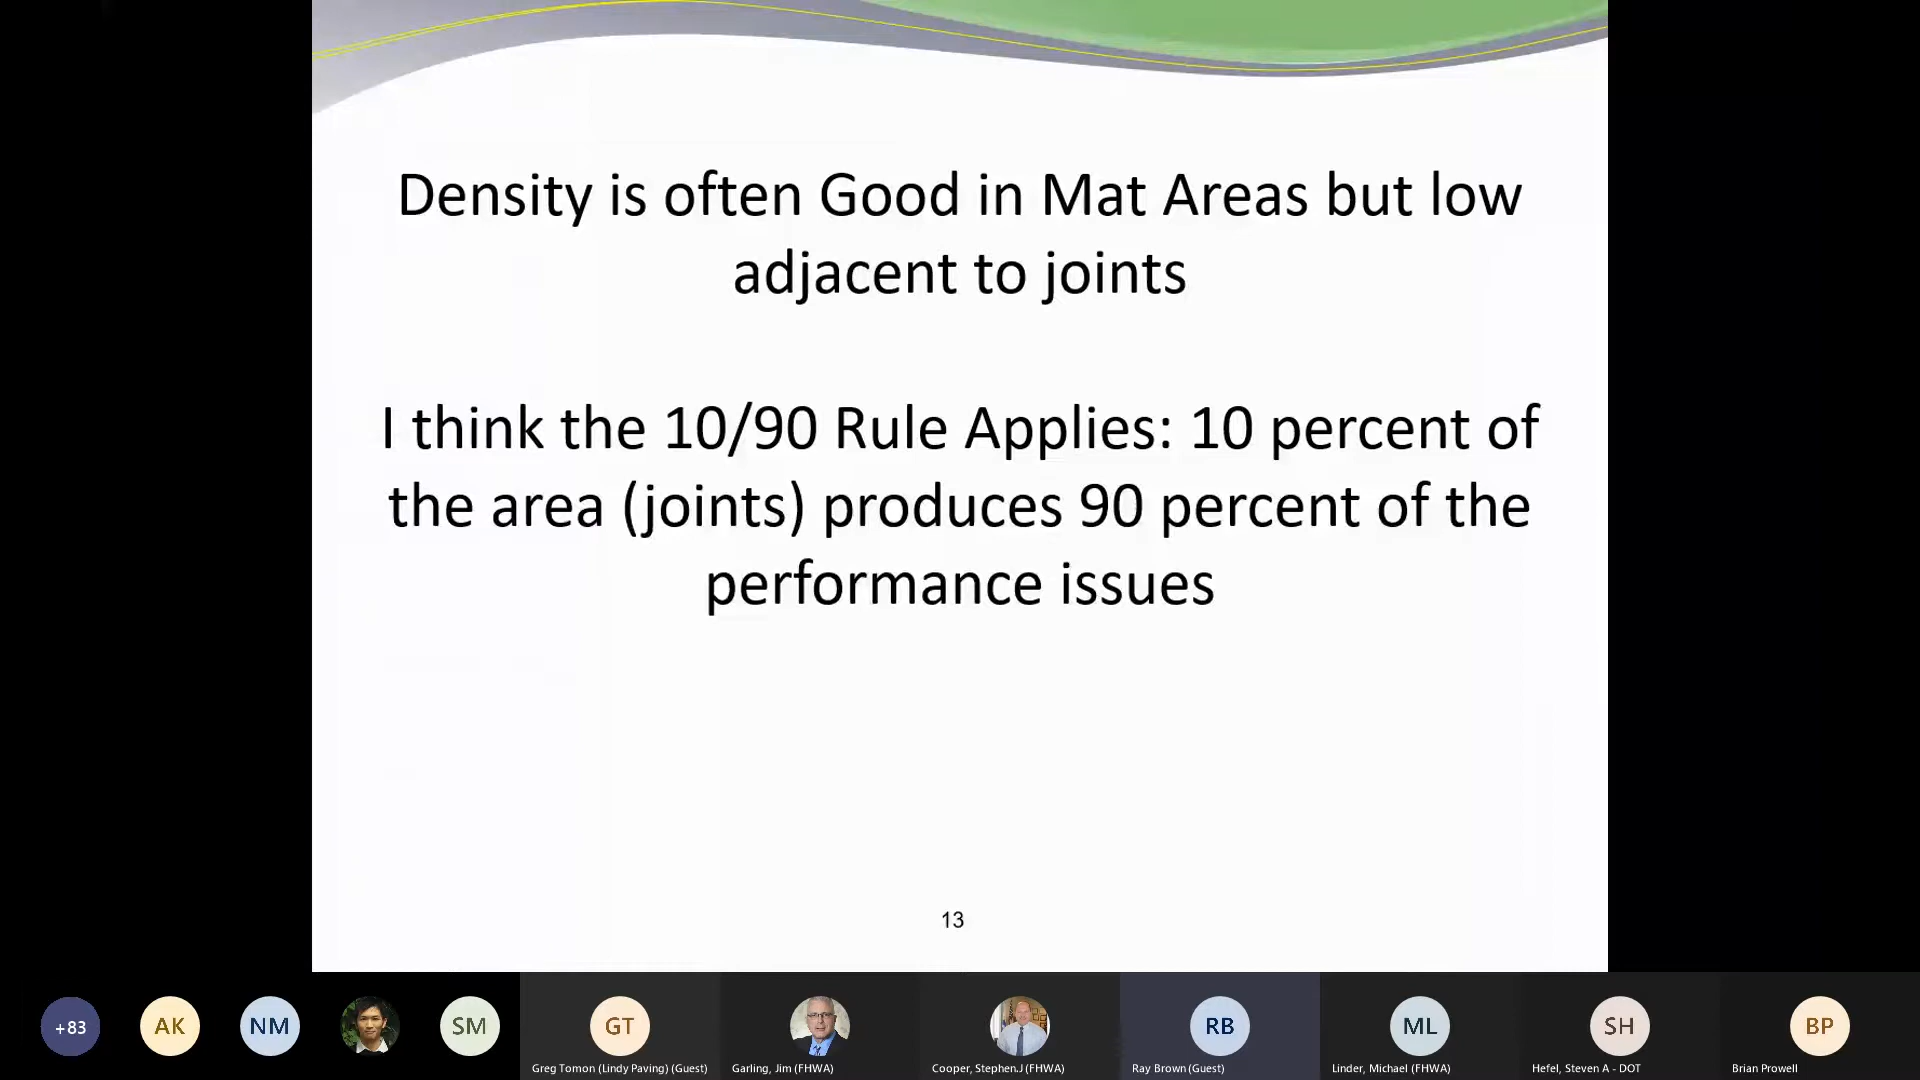 Density is often Good in Mat Areas but low
adjacent to joints
I think the 10/90 Rule Applies: 10 percent of
the area (joints) produces 90 percent of the
performance issues
13
+83
AK
NM
SM
GT
RB
ML
SH
BP
Greg Tomon (Lindy Paving) (Guest)
Garling, Jim (FHWA)
Cooper, Stephen.J (FHWA)
Ray Brown (Guest)
Linder, Michael (FHWA)
Hefel, Steven A - DOT
Brian Prowell